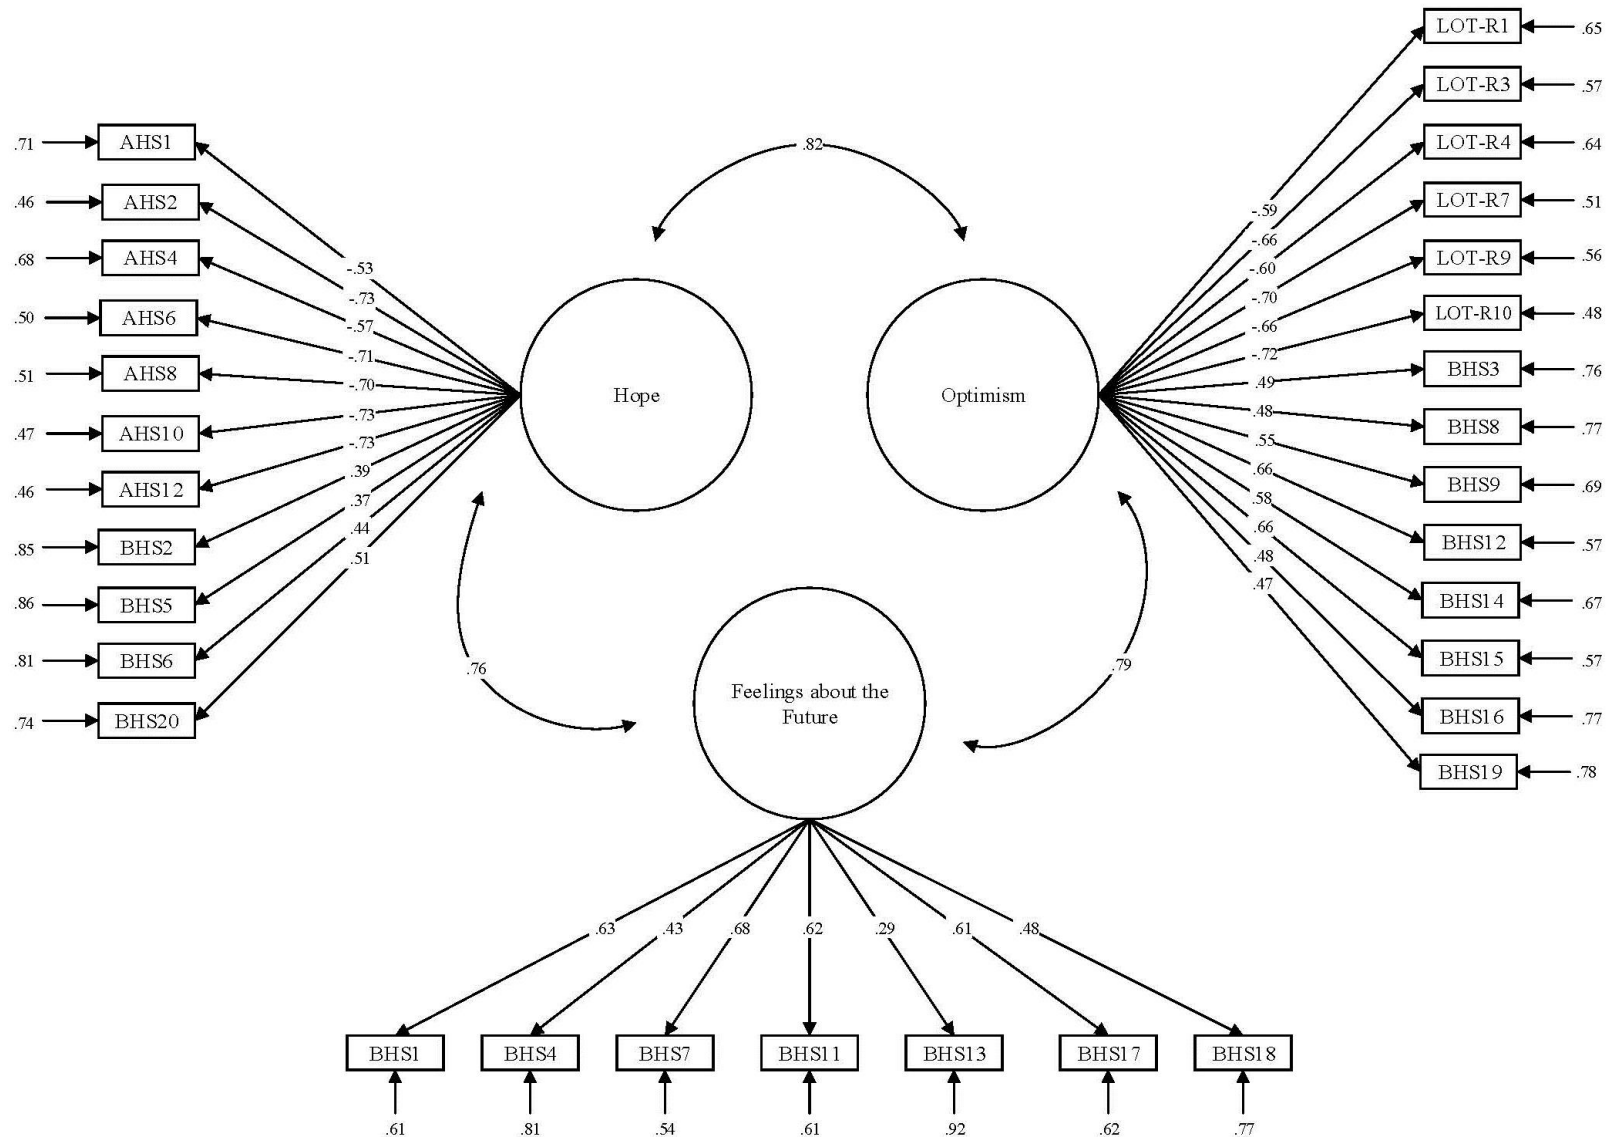 .71 AHS1
.46 AHS2
.68 AHS4
.50 AHS6
.51 AHS8
.47 AHS10
.46 AHS12
.85 BHS2
.86 BHS5
.81 BHS6
.74 BHS20
-.53
-.73
-.57
-.71
-.70
-.73
-.73
.39
.37
.44
.51
.82
Hope
Optimism
.76
.79
Feelings about the
Future
-.59
-.66
-.60
-.70
-.66
-.72
.49
.48
.55
.66
.58
.66
.48
.47
LOT-R1 .65
LOT-R3 .57
LOT-R4 .64
LOT-R7 .51
LOT-R9 .56
LOT-R10 .48
BHS3 .76
BHS8 .77
BHS9 .69
BHS12 .57
BHS14 .67
BHS15 .57
BHS16 .77
BHS19 .78
.63 .43 .68 .62 .29 .61 .48
BHS1 BHS4 BHS7 BHS11 BHS13 BHS17 BHS18
.61 .81 .54 .61 .92 .62 .77